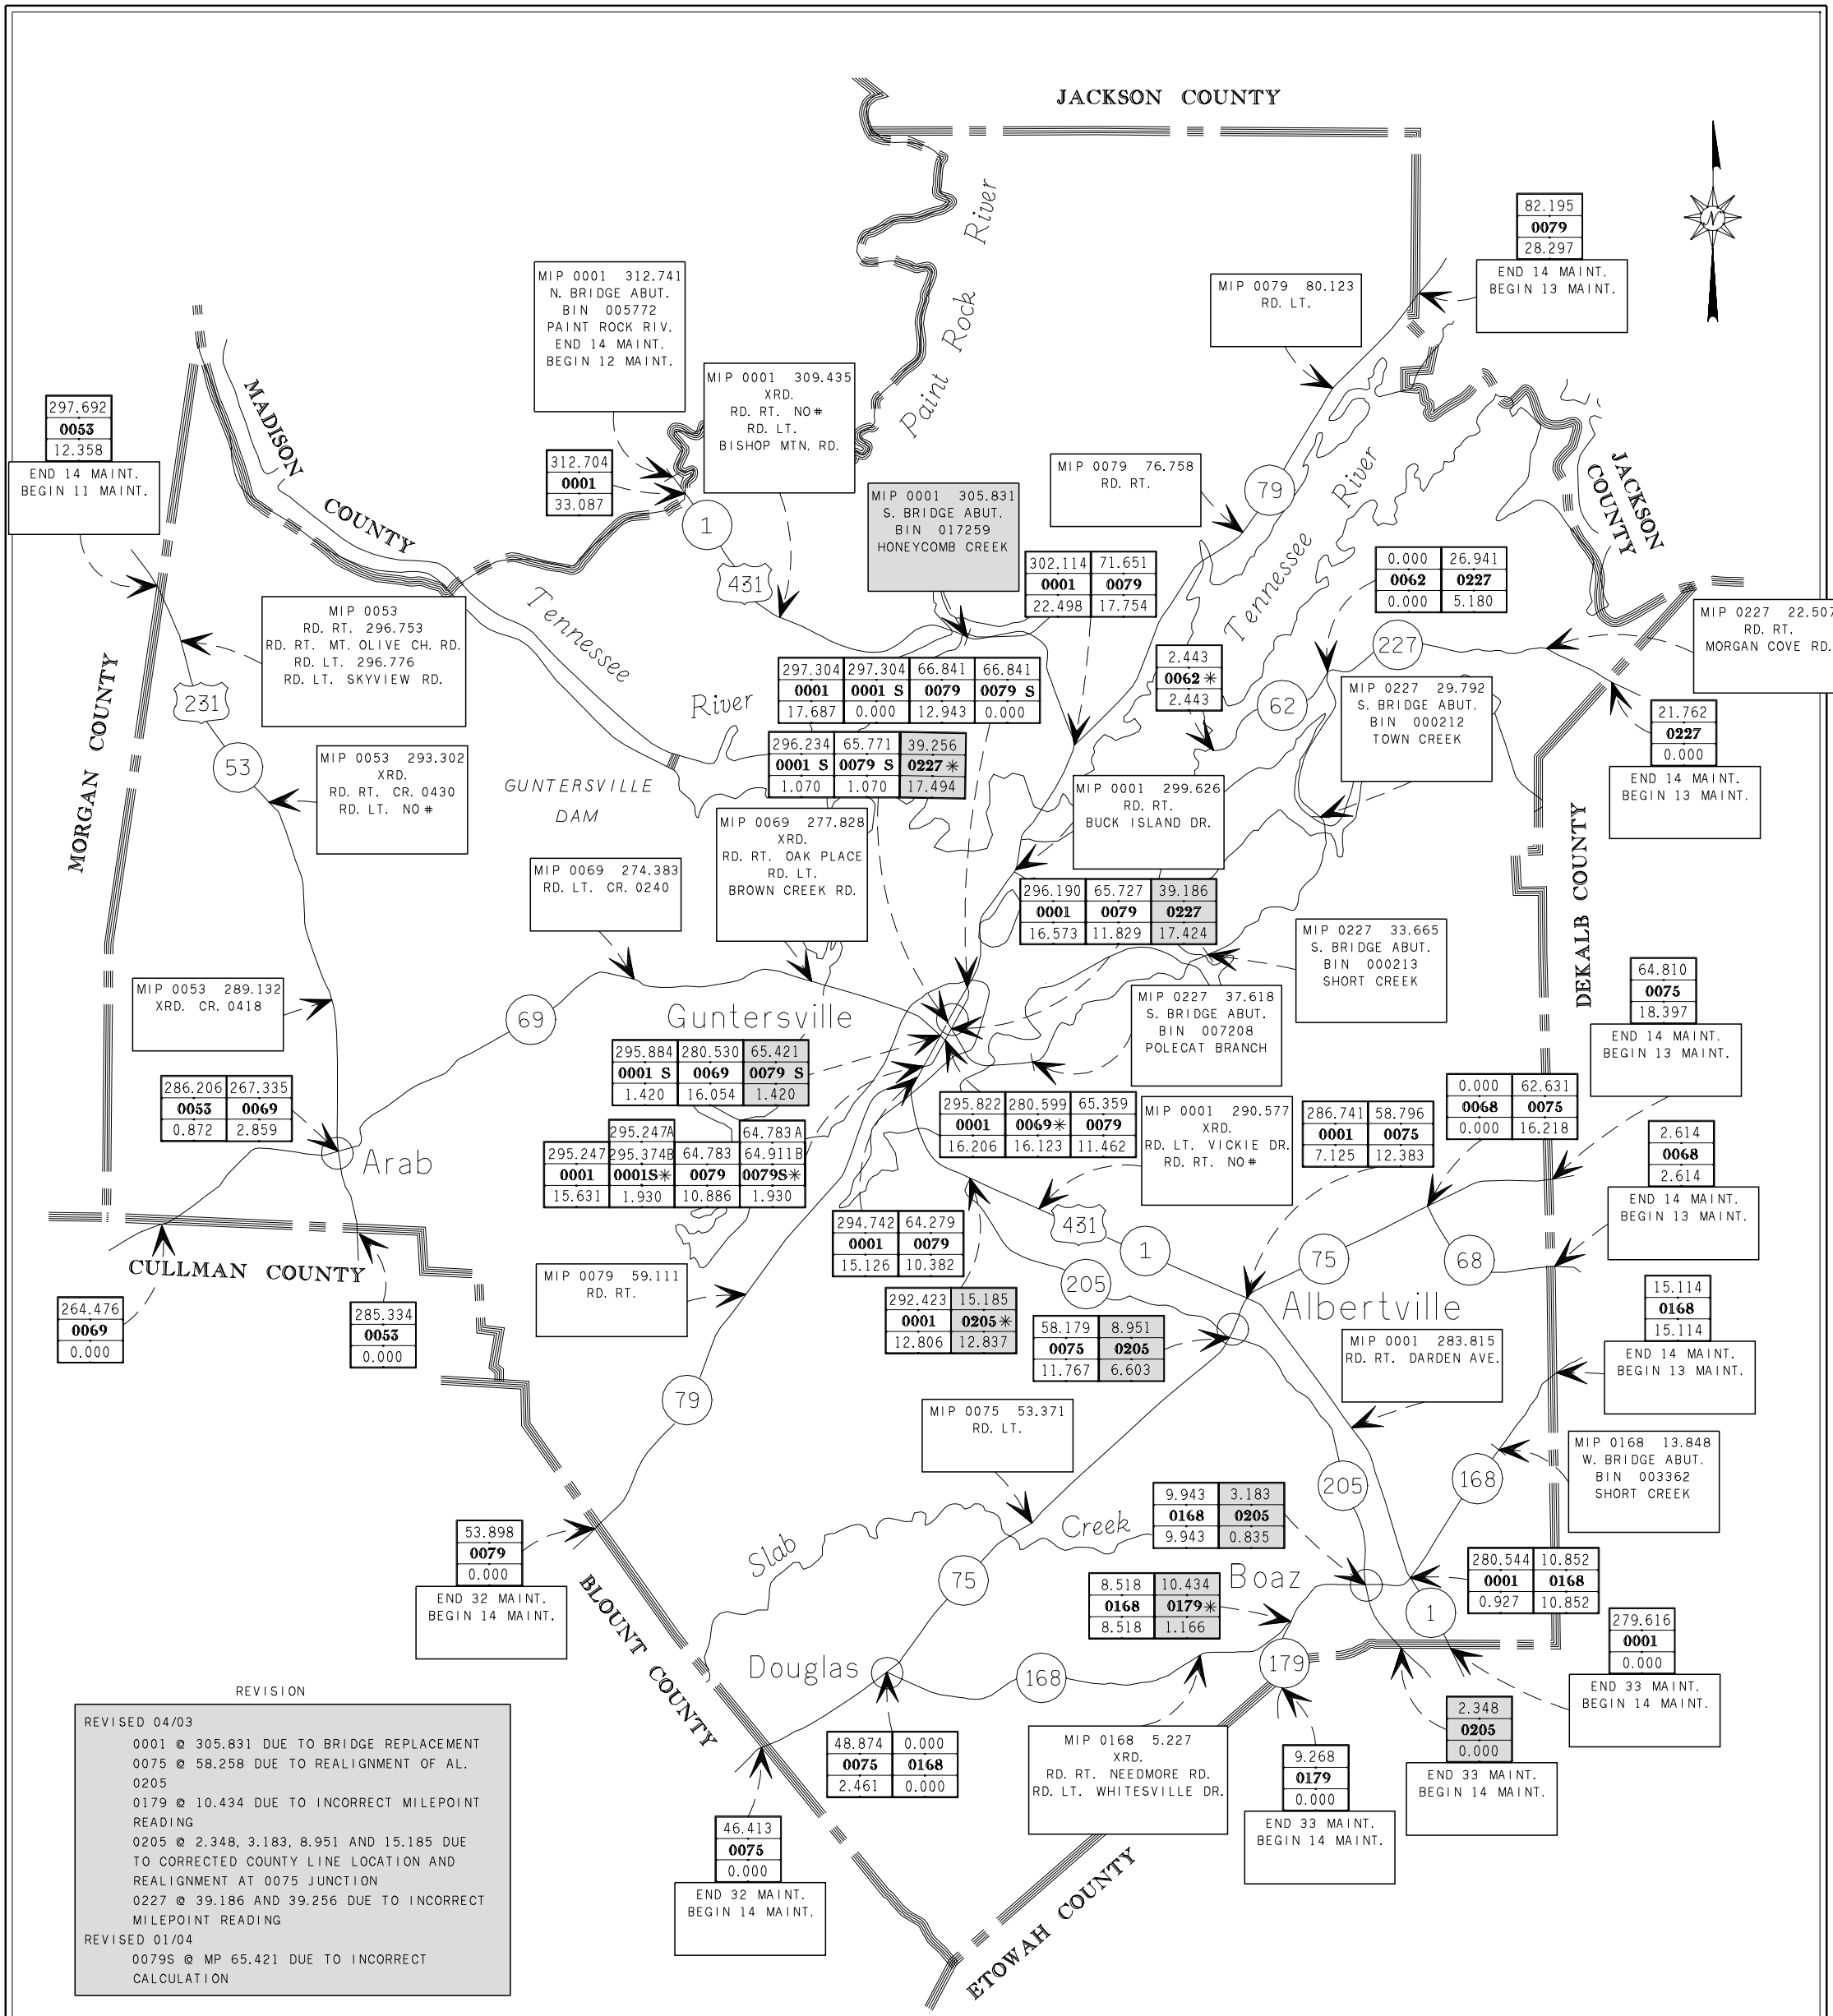 JACKSON COUNTY
82.195
0079
28.297
END 14 MAINT.
BEGIN 13 MAINT.
N
MIP 0079 80.123
RD. LT.
MIP 0001 312.741
N. BRIDGE ABUT.
BIN 005772
PAINT ROCK RIV.
END 14 MAINT.
BEGIN 12 MAINT.
Paint Rock River
MIP 0001 309.435
XRD.
RD. RT. NO#
RD. LT.
BISHOP MTN. RD.
297.692
0053
12.358
END 14 MAINT.
BEGIN 11 MAINT.
MADISON COUNTY
312.704
0001
33.087
1
431
MIP 0001 305.831
S. BRIDGE ABUT.
BIN 017259
HONEYCOMB CREEK
MIP 0079 76.758
RD. RT.
79
Tennessee River
JACKSON COUNTY
302.114 71.651
0001 0079
22.498 17.754
0.000 26.941
0062 0227
0.000 5.180
MIP 0227 22.507
RD. RT.
MORGAN COVE RD.
227
MIP 0053
RD. RT. 296.753
RD. RT. MT. OLIVE CH. RD.
RD. LT. 296.776
RD. LT. SKYVIEW RD.
Tennessee River
297.304 297.304 66.841 66.841
0001 0001 S 0079 0079 S
17.687 0.000 12.943 0.000
2.443
0062 *
2.443
62
MIP 0227 29.792
S. BRIDGE ABUT.
BIN 000212
TOWN CREEK
21.762
0227
0.000
END 14 MAINT.
BEGIN 13 MAINT.
MORGAN COUNTY
231
53
MIP 0053 293.302
XRD.
RD. RT. CR. 0430
RD. LT. NO#
GUNTERSVILLE
DAM
296.234 65.771 39.256
0001 S 0079 S 0227 *
1.070 1.070 17.494
MIP 0001 299.626
RD. RT.
BUCK ISLAND DR.
MIP 0069 277.828
XRD.
RD. RT. OAK PLACE
RD. LT.
BROWN CREEK RD.
MIP 0069 274.383
RD. LT. CR. 0240
DEKALB COUNTY
296.190 65.727 39.186
0001 0079 0227
16.573 11.829 17.424
MIP 0227 33.665
S. BRIDGE ABUT.
BIN 000213
SHORT CREEK
64.810
0075
18.397
END 14 MAINT.
BEGIN 13 MAINT.
MIP 0053 289.132
XRD. CR. 0418
69
Guntersville
MIP 0227 37.618
S. BRIDGE ABUT.
BIN 007208
POLECAT BRANCH
295.884 280.530 65.421
0001 S 0069 0079 S
1.420 16.054 1.420
286.206 267.335
0053 0069
0.872 2.859
Arab
295.822 280.599 65.359
0001 0069* 0079
16.206 16.123 11.462
MIP 0001 290.577
XRD.
RD. LT. VICKIE DR.
RD. RT. NO#
286.741 58.796
0001 0075
7.125 12.383
0.000 62.631
0068 0075
0.000 16.218
2.614
0068
2.614
END 14 MAINT.
BEGIN 13 MAINT.
295.247A 64.783A
295.247 295.374B 64.783 64.911B
0001 0001S* 0079 0079S*
15.631 1.930 10.886 1.930
294.742 64.279
0001 0079
15.126 10.382
431
1
75
68
205
CULLMAN COUNTY
MIP 0079 59.111
RD. RT.
264.476
0069
0.000
285.334
0053
0.000
292.423 15.185
0001 0205 *
12.806 12.837
Albertville
58.179 8.951
0075 0205
11.767 6.603
MIP 0001 283.815
RD. RT. DARDEN AVE.
15.114
0168
15.114
END 14 MAINT.
BEGIN 13 MAINT.
79
MIP 0075 53.371
RD. LT.
MIP 0168 13.848
W. BRIDGE ABUT.
BIN 003362
SHORT CREEK
205
168
9.943 3.183
0168 0205
9.943 0.835
53.898
0079
0.000
END 32 MAINT.
BEGIN 14 MAINT.
Slab Creek
75
Boaz
8.518 10.434
0168 0179*
8.518 1.166
280.544 10.852
0001 0168
0.927 10.852
1
279.616
0001
0.000
END 33 MAINT.
BEGIN 14 MAINT.
BLOUNT COUNTY
Douglas
168
179
2.348
0205
0.000
END 33 MAINT.
BEGIN 14 MAINT.
48.874 0.000
0075 0168
2.461 0.000
MIP 0168 5.227
XRD.
RD. RT. NEEDMORE RD.
RD. LT. WHITESVILLE DR.
9.268
0179
0.000
END 33 MAINT.
BEGIN 14 MAINT.
46.413
0075
0.000
END 32 MAINT.
BEGIN 14 MAINT.
ETOWAH COUNTY
REVISION
REVISED 04/03
0001 @ 305.831 DUE TO BRIDGE REPLACEMENT
0075 @ 58.258 DUE TO REALIGNMENT OF AL.
0205
0179 @ 10.434 DUE TO INCORRECT MILEPOINT
READING
0205 @ 2.348, 3.183, 8.951 AND 15.185 DUE
TO CORRECTED COUNTY LINE LOCATION AND
REALIGNMENT AT 0075 JUNCTION
0227 @ 39.186 AND 39.256 DUE TO INCORRECT
MILEPOINT READING
REVISED 01/04
0079S @ MP 65.421 DUE TO INCORRECT
CALCULATION